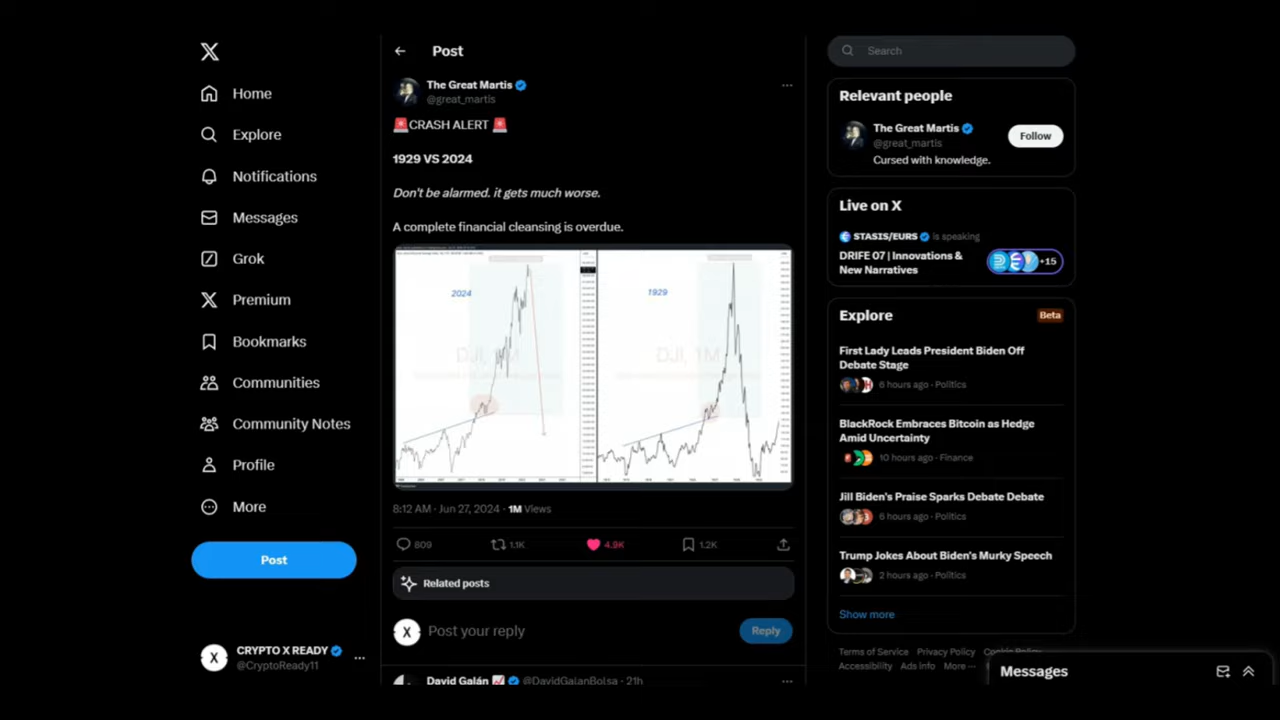 Home
Explore
Notifications
Messages
Grok
Premium
Bookmarks
Communities
Community Notes
Profile
More
Post
CRYPTO X READY
@CryptoReady11
Post
The Great Martis
@great_martis
🚨CRASH ALERT 🚨
1929 VS 2024
Don't be alarmed. it gets much worse.
A complete financial cleansing is overdue.
2024
DJI, 1M
1929
DJI, 1M
8:12 AM · Jun 27, 2024 · 1M Views
809
1.1K
4.9K
1.2K
Related posts
X
Post your reply
Reply
David Galán 📈 @DavidGalanBolsa · 21h
Search
Relevant people
The Great Martis
@great_martis
Follow
Cursed with knowledge.
Live on X
STASIS/EURS is speaking
DRIFE 07 | Innovations &
New Narratives
+15
Explore
Beta
First Lady Leads President Biden Off
Debate Stage
6 hours ago · Politics
BlackRock Embraces Bitcoin as Hedge
Amid Uncertainty
10 hours ago · Finance
Jill Biden's Praise Sparks Debate Debate
6 hours ago · Politics
Trump Jokes About Biden's Murky Speech
2 hours ago · Politics
Show more
Terms of Service Privacy Policy Cookie Policy
Accessibility Ads info More ···
Messages